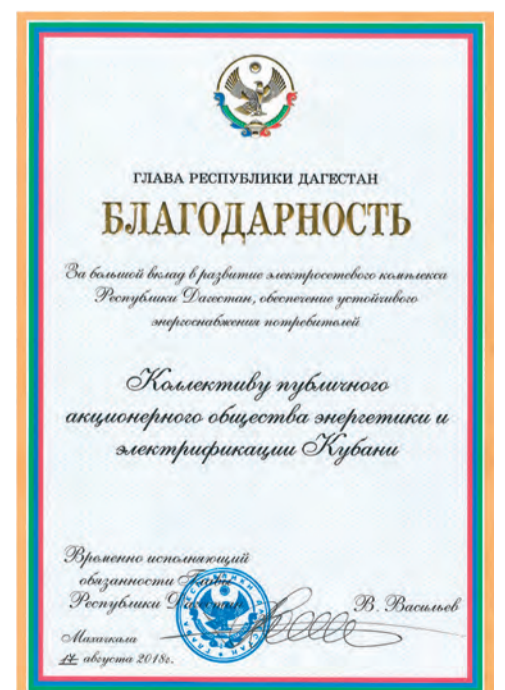 ГЛАВА РЕСПУБЛИКИ ДАГЕСТАН
БЛАГОДАРНОСТЬ
За большой вклад в развитие электросетевого комплекса
Республики Дагестан, обеспечение устойчивого
энергоснабжения потребителей
Коллективу публичного
акционерного общества энергетики и
электрификации Кубани
Временно исполняющий
обязанности Главы
Республики Дагестан
В. Васильев
Махачкала
17 августа 2018г.